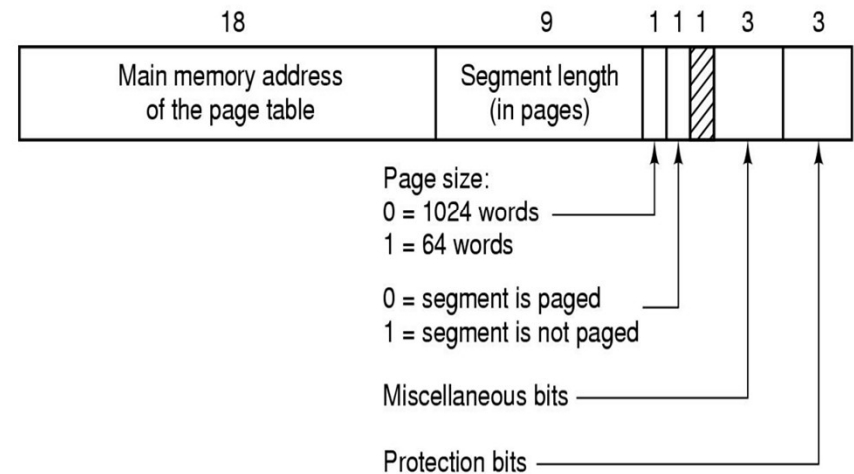 18 9 1 1 1 3 3
Main memory address
of the page table
Segment length
(in pages)
Page size:
0 = 1024 words
1 = 64 words
0 = segment is paged
1 = segment is not paged
Miscellaneous bits
Protection bits